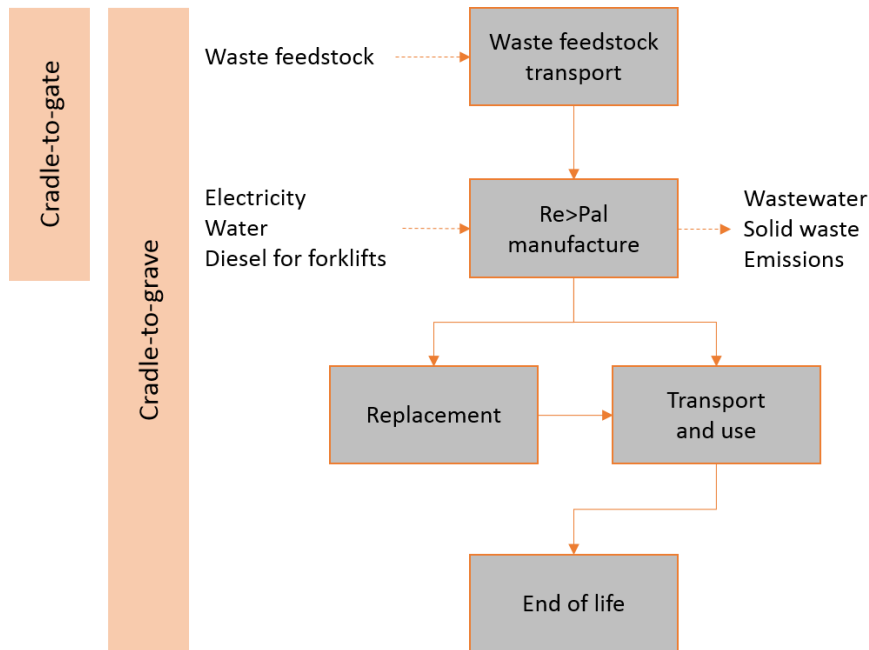 Cradle-to-gate
Cradle-to-grave
Waste feedstock
Waste feedstock
transport
Electricity
Water
Diesel for forklifts
Re>Pal
manufacture
Wastewater
Solid waste
Emissions
Replacement
Transport
and use
End of life